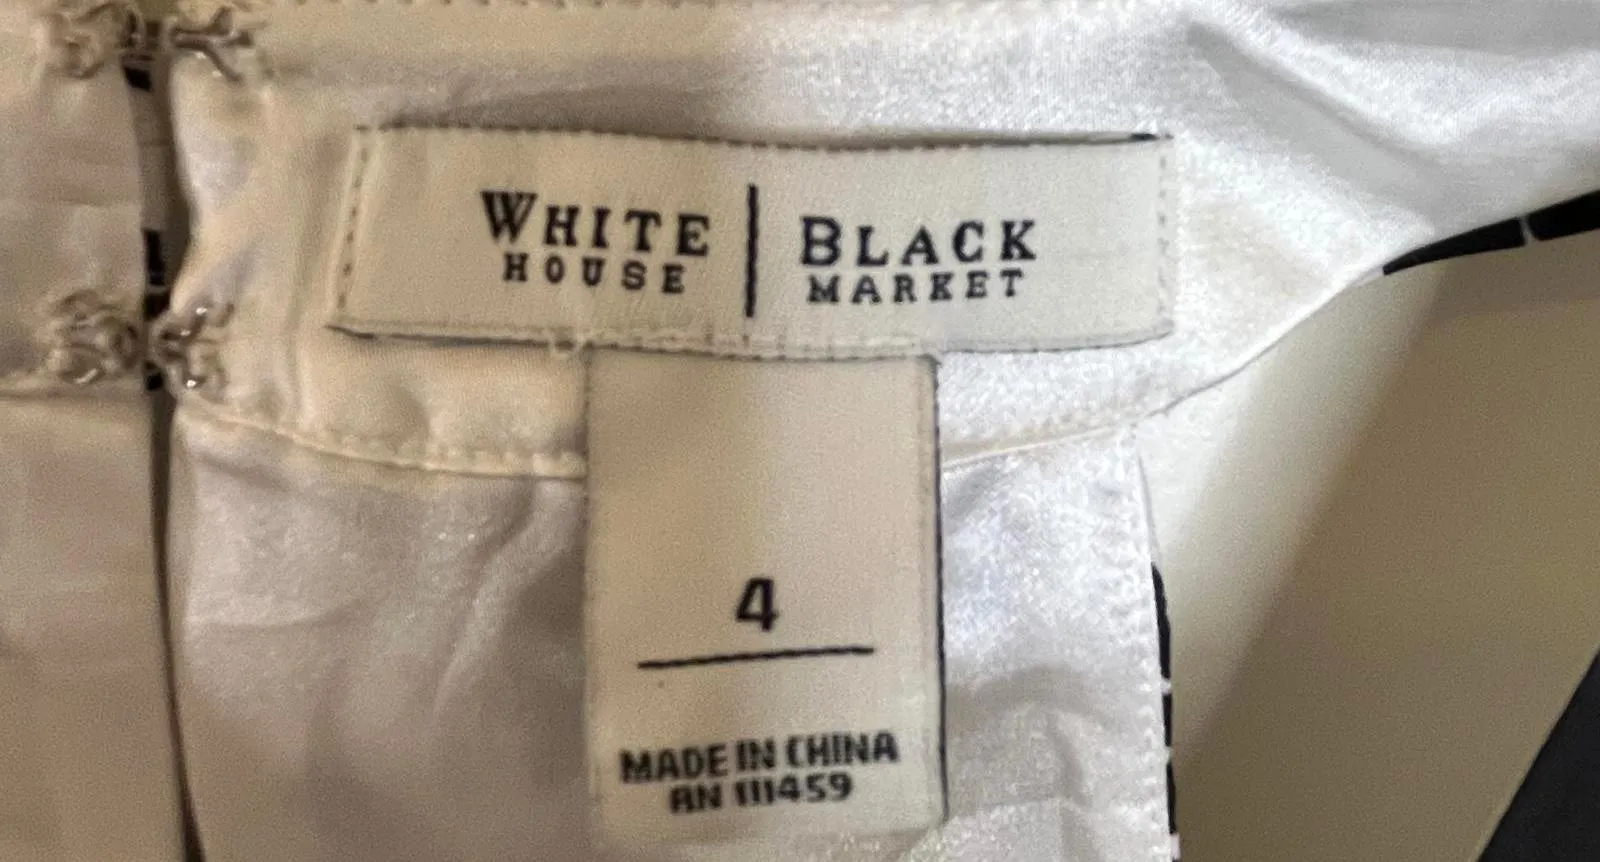 WHITE | BLACK
HOUSE | MARKET
4
MADE IN CHINA
RN 111459